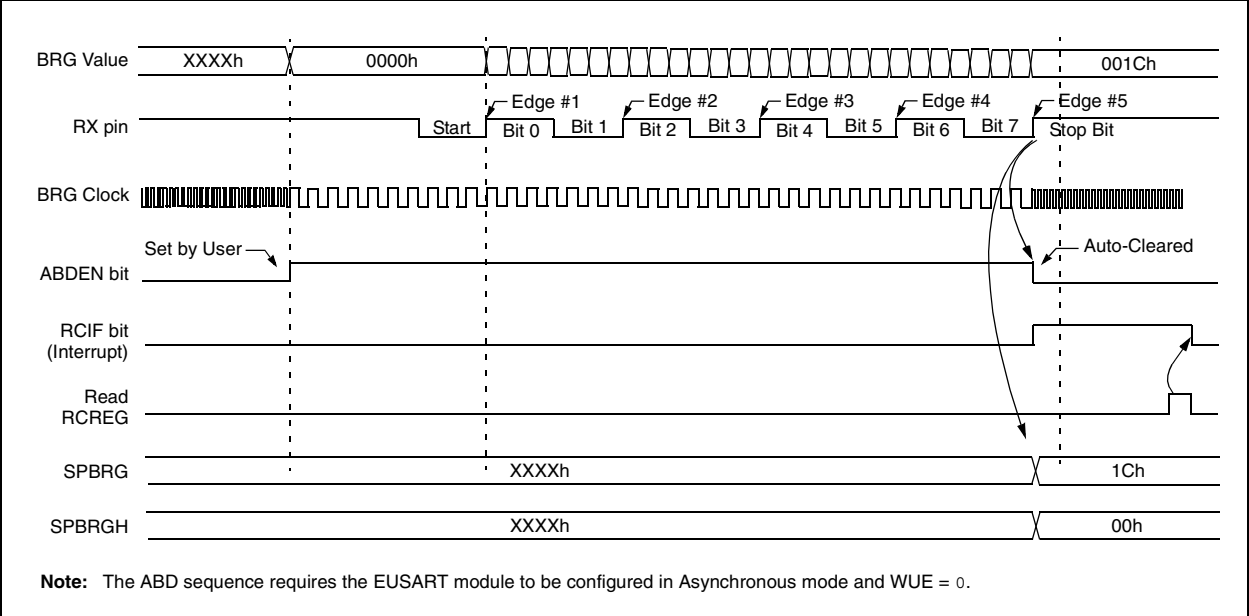 BRG Value
XXXXh
0000h
001Ch
RX pin
Start
Edge #1
Bit 0
Bit 1
Edge #2
Bit 2
Bit 3
Edge #3
Bit 4
Bit 5
Edge #4
Bit 6
Bit 7
Edge #5
Stop Bit
BRG Clock
Set by User
Auto-Cleared
ABDEN bit
RCIF bit
(Interrupt)
Read
RCREG
SPBRG
XXXXh
1Ch
SPBRGH
XXXXh
00h
Note: The ABD sequence requires the EUSART module to be configured in Asynchronous mode and WUE = 0.